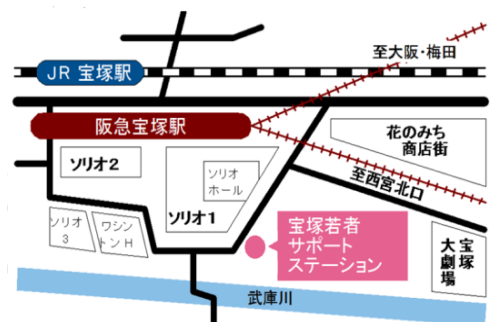 至大阪・梅田
JR 宝塚駅
阪急宝塚駅
花のみち
商店街
ソリオ2
ソリオ
ホール
至西宮北口
ソリオ1
ソリオ
3
ワシン
トンH
宝塚若者
サポート
ステーション
宝塚
大劇場
武庫川